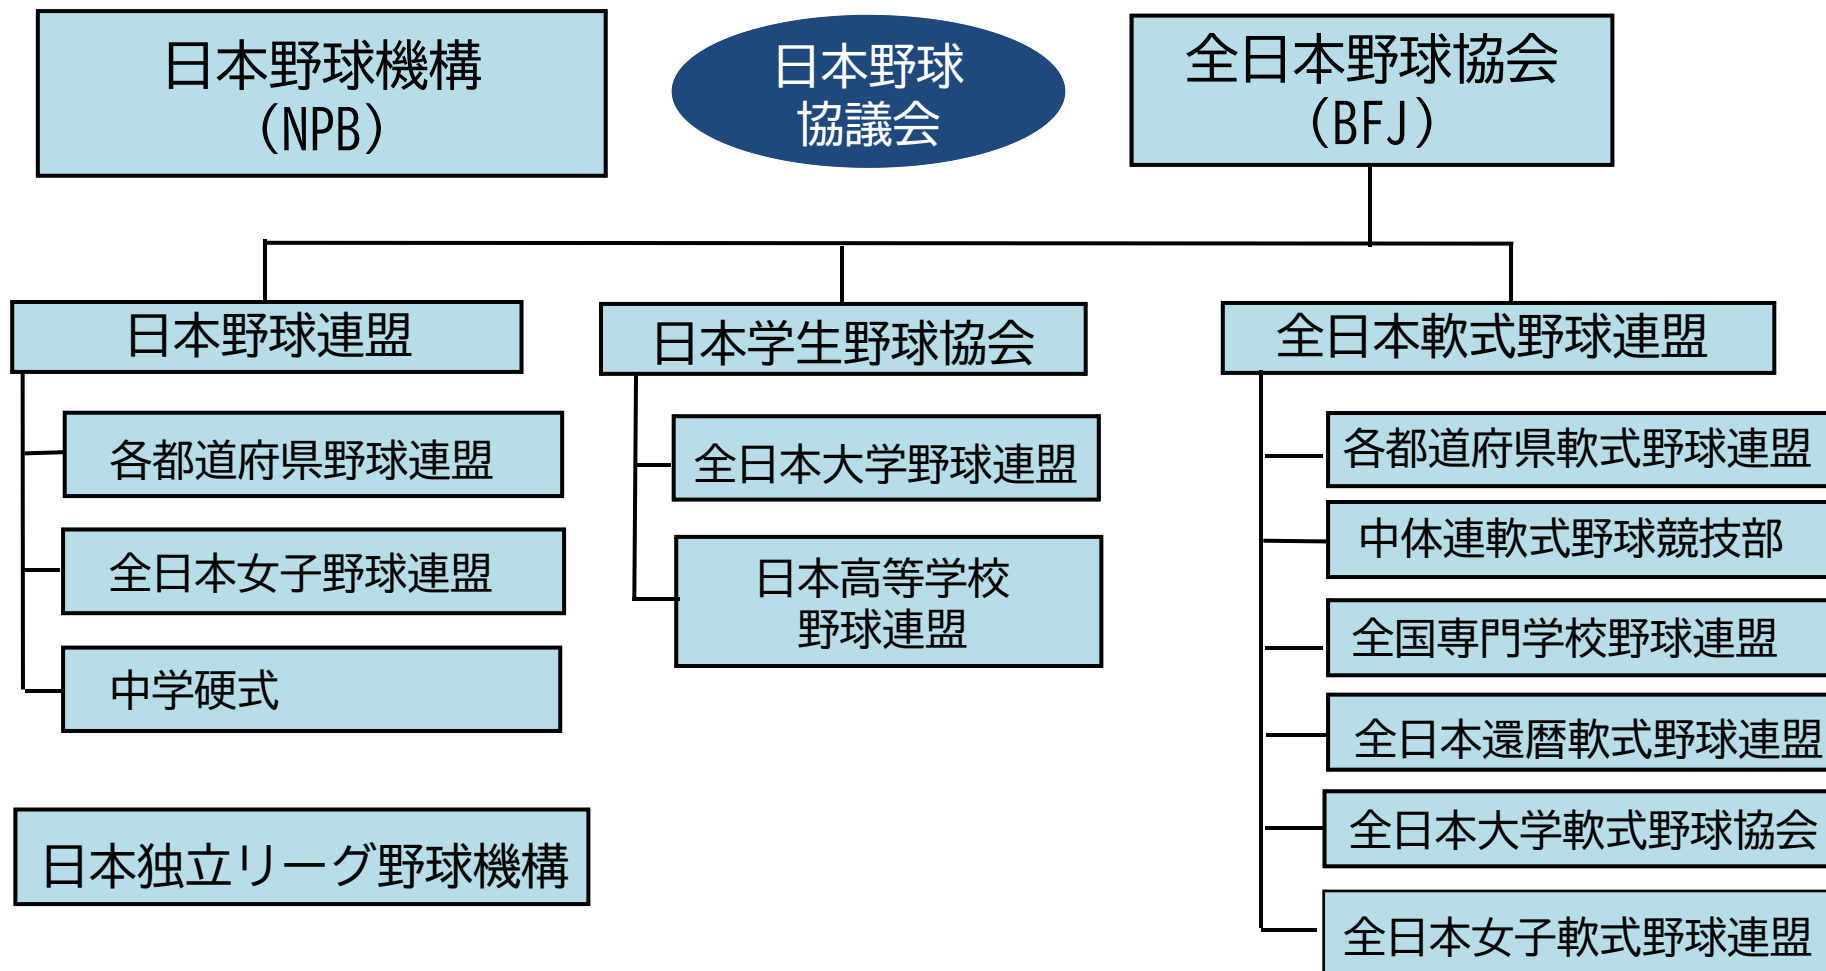 日本野球機構
（NPB）
日本野球
協議会
全日本野球協会
（BFJ）
日本野球連盟
各都道府県野球連盟
全日本女子野球連盟
中学硬式
日本学生野球協会
全日本大学野球連盟
日本高等学校
野球連盟
全日本軟式野球連盟
各都道府県軟式野球連盟
中体連軟式野球競技部
全国専門学校野球連盟
全日本還暦軟式野球連盟
全日本大学軟式野球協会
全日本女子軟式野球連盟
日本独立リーグ野球機構